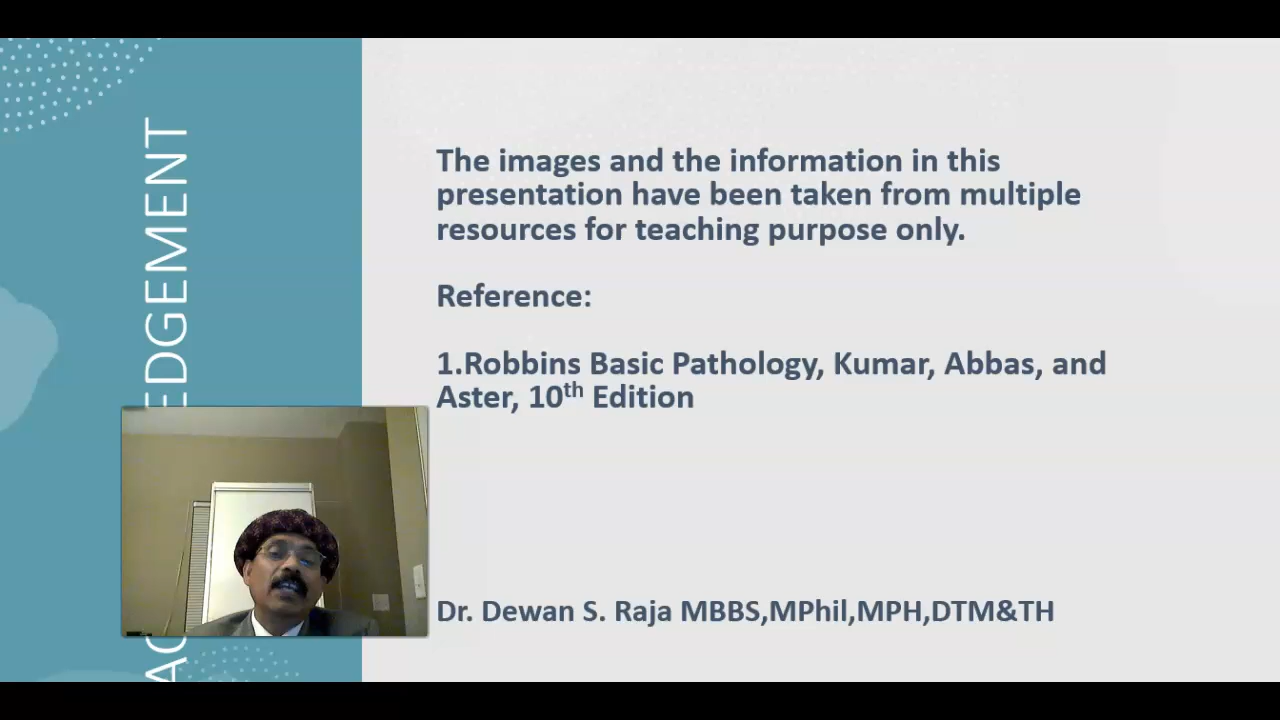 AC EDGEMENT
The images and the information in this
presentation have been taken from multiple
resources for teaching purpose only.
Reference:
1.Robbins Basic Pathology, Kumar, Abbas, and
Aster, 10th Edition
Dr. Dewan S. Raja MBBS,MPhil,MPH,DTM&TH